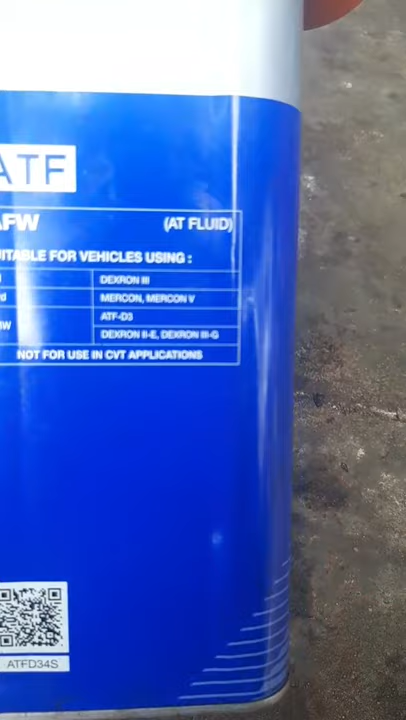 ATF
AFW (AT FLUID)
UITABLE FOR VEHICLES USING :
DEXRON III
MERCON, MERCON V
ATF-D3
DEXRON II-E, DEXRON III-G
NOT FOR USE IN CVT APPLICATIONS
ATFD34S